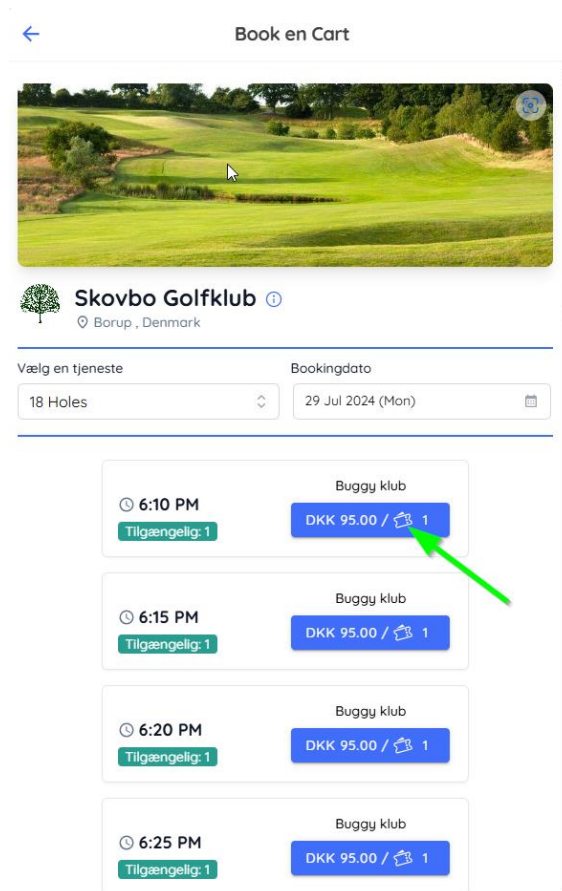 Book en Cart
Skovbo Golfklub
Borup , Denmark
Vælg en tjeneste
Bookingdato
18 Holes
29 Jul 2024 (Mon)
Buggy klub
6:10 PM
DKK 95.00 / 1
Tilgængelig: 1
Buggy klub
6:15 PM
DKK 95.00 / 1
Tilgængelig: 1
Buggy klub
6:20 PM
DKK 95.00 / 1
Tilgængelig: 1
Buggy klub
6:25 PM
DKK 95.00 / 1
Tilgængelig: 1